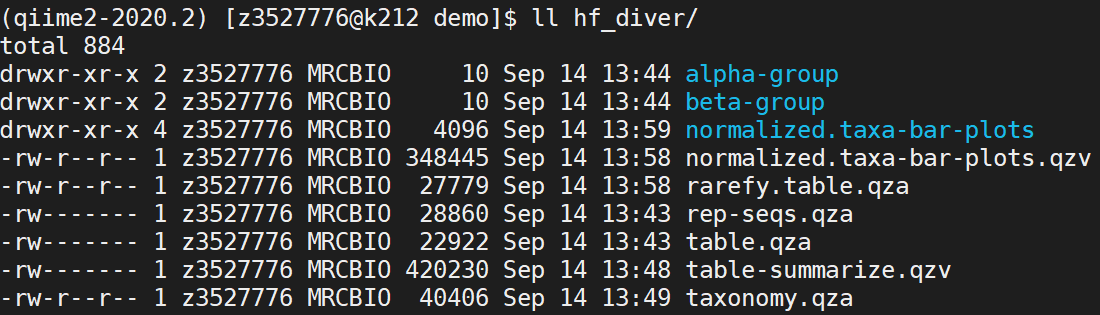 (qiime2-2020.2) [z3527776@k212 demo]$ ll hf_diver/
total 884
drwxr-xr-x 2 z3527776 MRCBIO     10 Sep 14 13:44 alpha-group
drwxr-xr-x 2 z3527776 MRCBIO     10 Sep 14 13:44 beta-group
drwxr-xr-x 4 z3527776 MRCBIO   4096 Sep 14 13:59 normalized.taxa-bar-plots
-rw-r--r-- 1 z3527776 MRCBIO 348445 Sep 14 13:58 normalized.taxa-bar-plots.qzv
-rw-r--r-- 1 z3527776 MRCBIO  27779 Sep 14 13:58 rarefy.table.qza
-rw------- 1 z3527776 MRCBIO  28860 Sep 14 13:43 rep-seqs.qza
-rw------- 1 z3527776 MRCBIO  22922 Sep 14 13:43 table.qza
-rw------- 1 z3527776 MRCBIO 420230 Sep 14 13:48 table-summarize.qzv
-rw-r--r-- 1 z3527776 MRCBIO  40406 Sep 14 13:49 taxonomy.qza